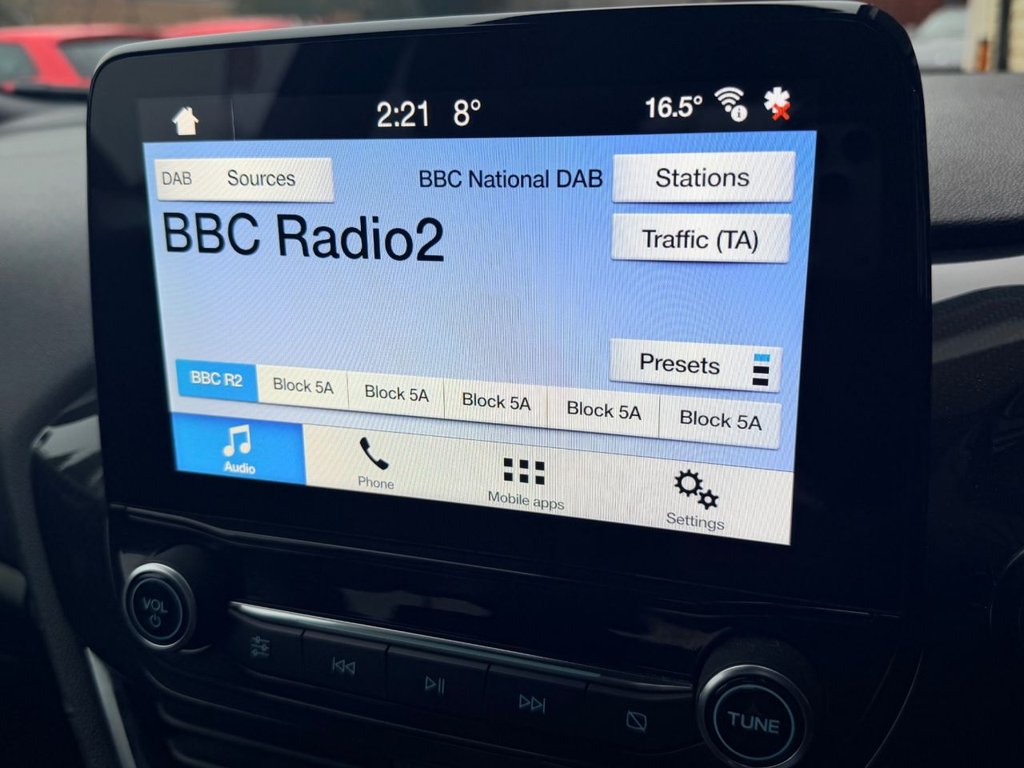 2:21 8° 16.5°
DAB Sources BBC National DAB Stations
BBC Radio2
Traffic (TA)
Presets
BBC R2 Block 5A Block 5A Block 5A Block 5A Block 5A
Audio Phone Mobile apps Settings
VOL
TUNE